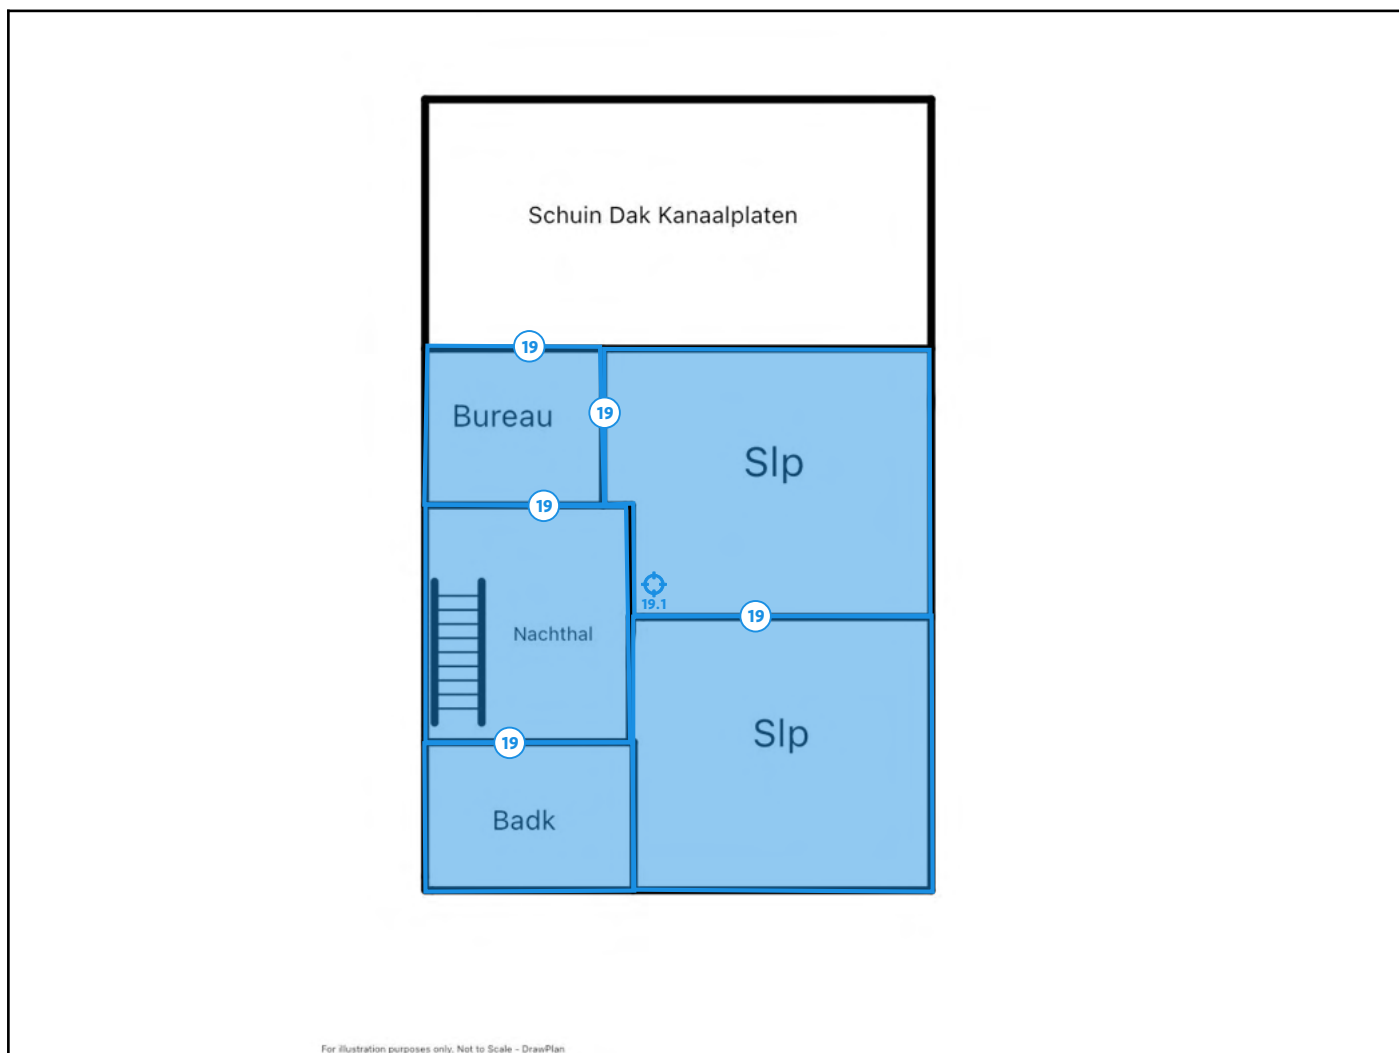 Schuin Dak Kanaalplaten
19
Bureau
19
Slp
19
19.1
Nachthal
19
Slp
19
Badk
For illustration purposes only. Not to Scale - DrawPlan